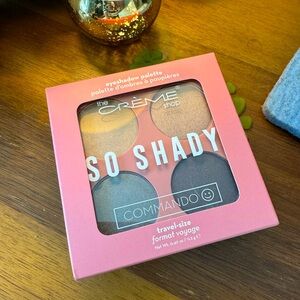 eyeshadow palette
palette d'ombres à paupières
the
CRÈME
shop
SO SHADY
COMMANDO
travel-size
format voyage